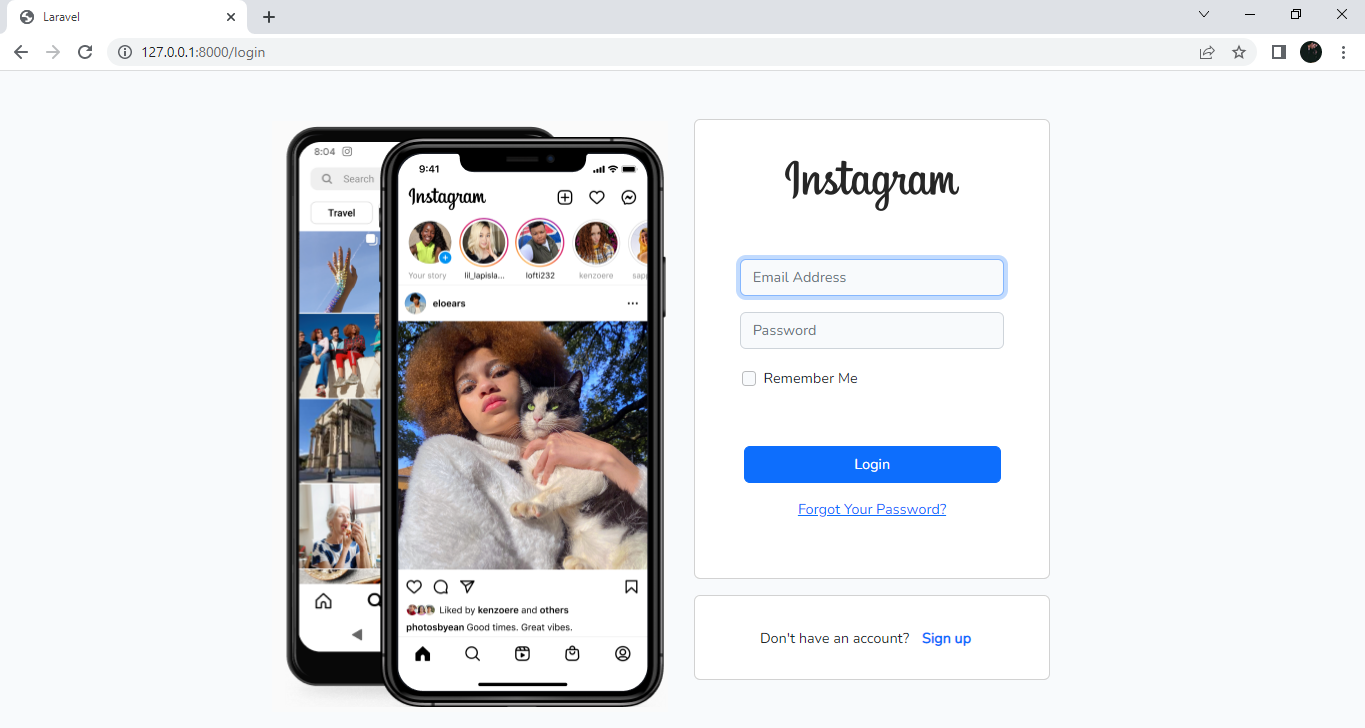 Laravel
127.0.0.1:8000/login
8:04
Search
Travel
9:41
Instagram
Your story
lil_lapisla...
lofti232
kenzoere
sapp
eloears
Liked by kenzoere and others
photosbyean Good times. Great vibes.
Instagram
Email Address
Password
Remember Me
Login
Forgot Your Password?
Don't have an account? Sign up